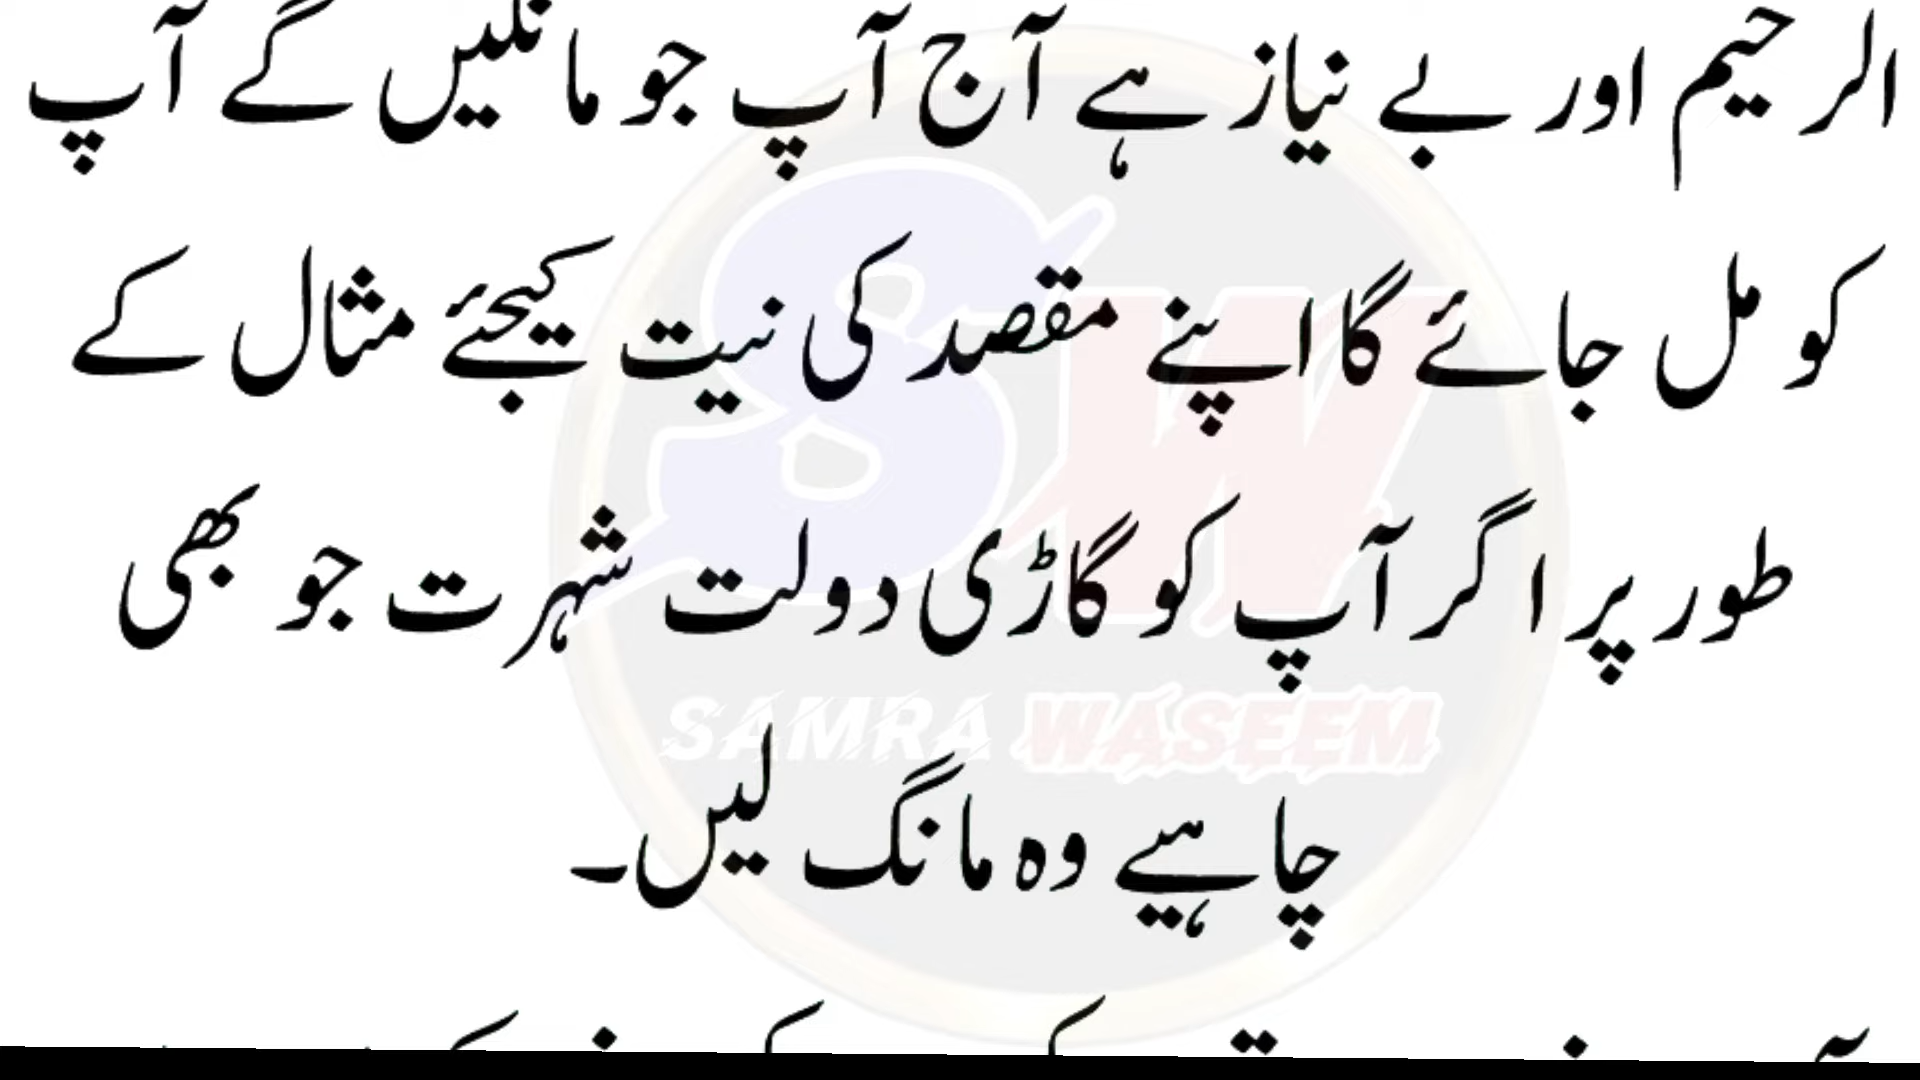 الرحیم اور بے نیاز ہے آج آپ جو مانگیں گے آپ
کو مل جائے گا اپنے مقصد کی نیت کیجئے مثال کے
طور پر اگر آپ کو گاڑی دولت شہرت جو بھی
چاہیے وہ مانگ لیں۔
SAMRA WASEEM